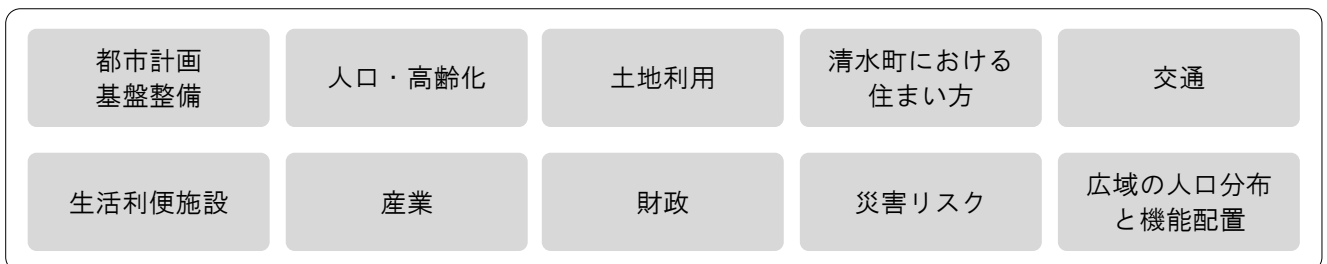 都市計画
基盤整備
人口・高齢化
土地利用
清水町における
住まい方
交通
生活利便施設
産業
財政
災害リスク
広域の人口分布
と機能配置